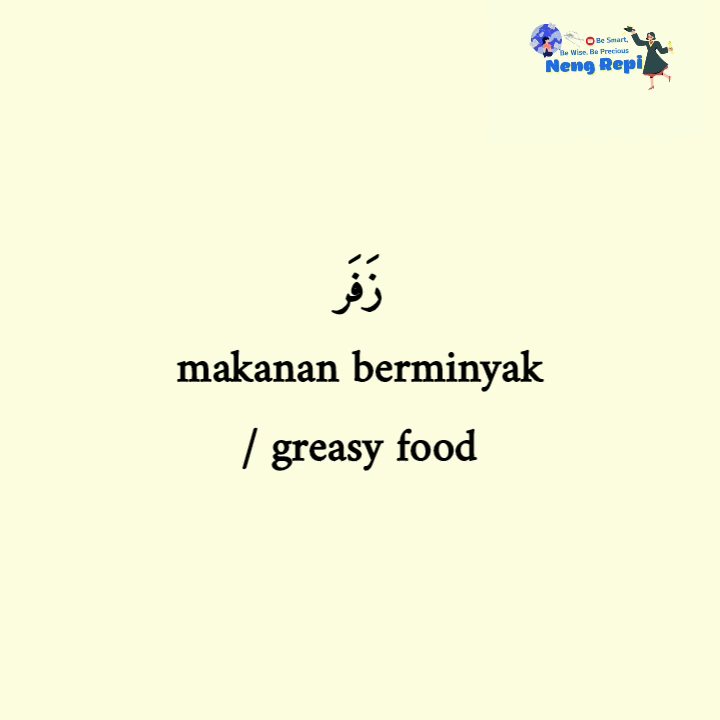 Be Smart,
Be Wise, Be Precious
Neng Repi
زَفَر
makanan berminyak
/ greasy food